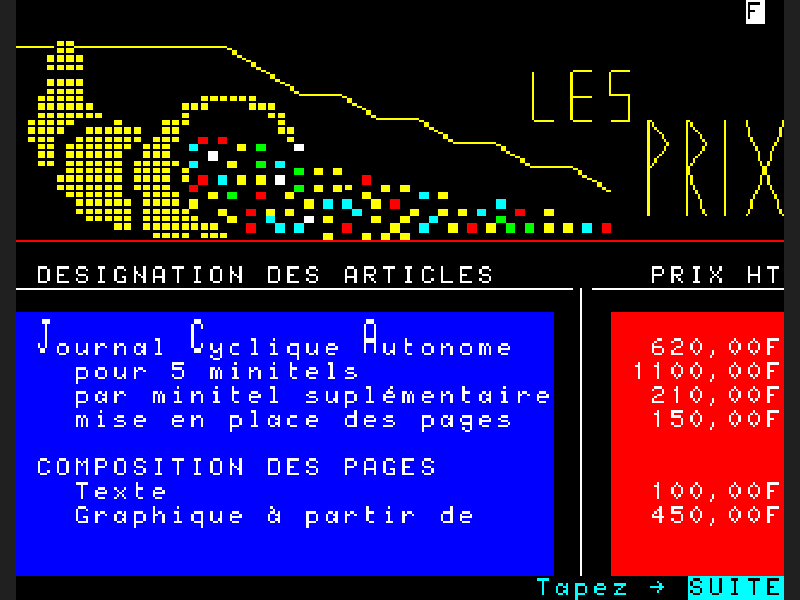 F
LES
PRIX
DESIGNATION DES ARTICLES PRIX HT
Journal Cyclique Autonome 620,00F
pour 5 minitels 1100,00F
par minitel suplémentaire 210,00F
mise en place des pages 150,00F
COMPOSITION DES PAGES
Texte 100,00F
Graphique à partir de 450,00F
Tapez → SUITE